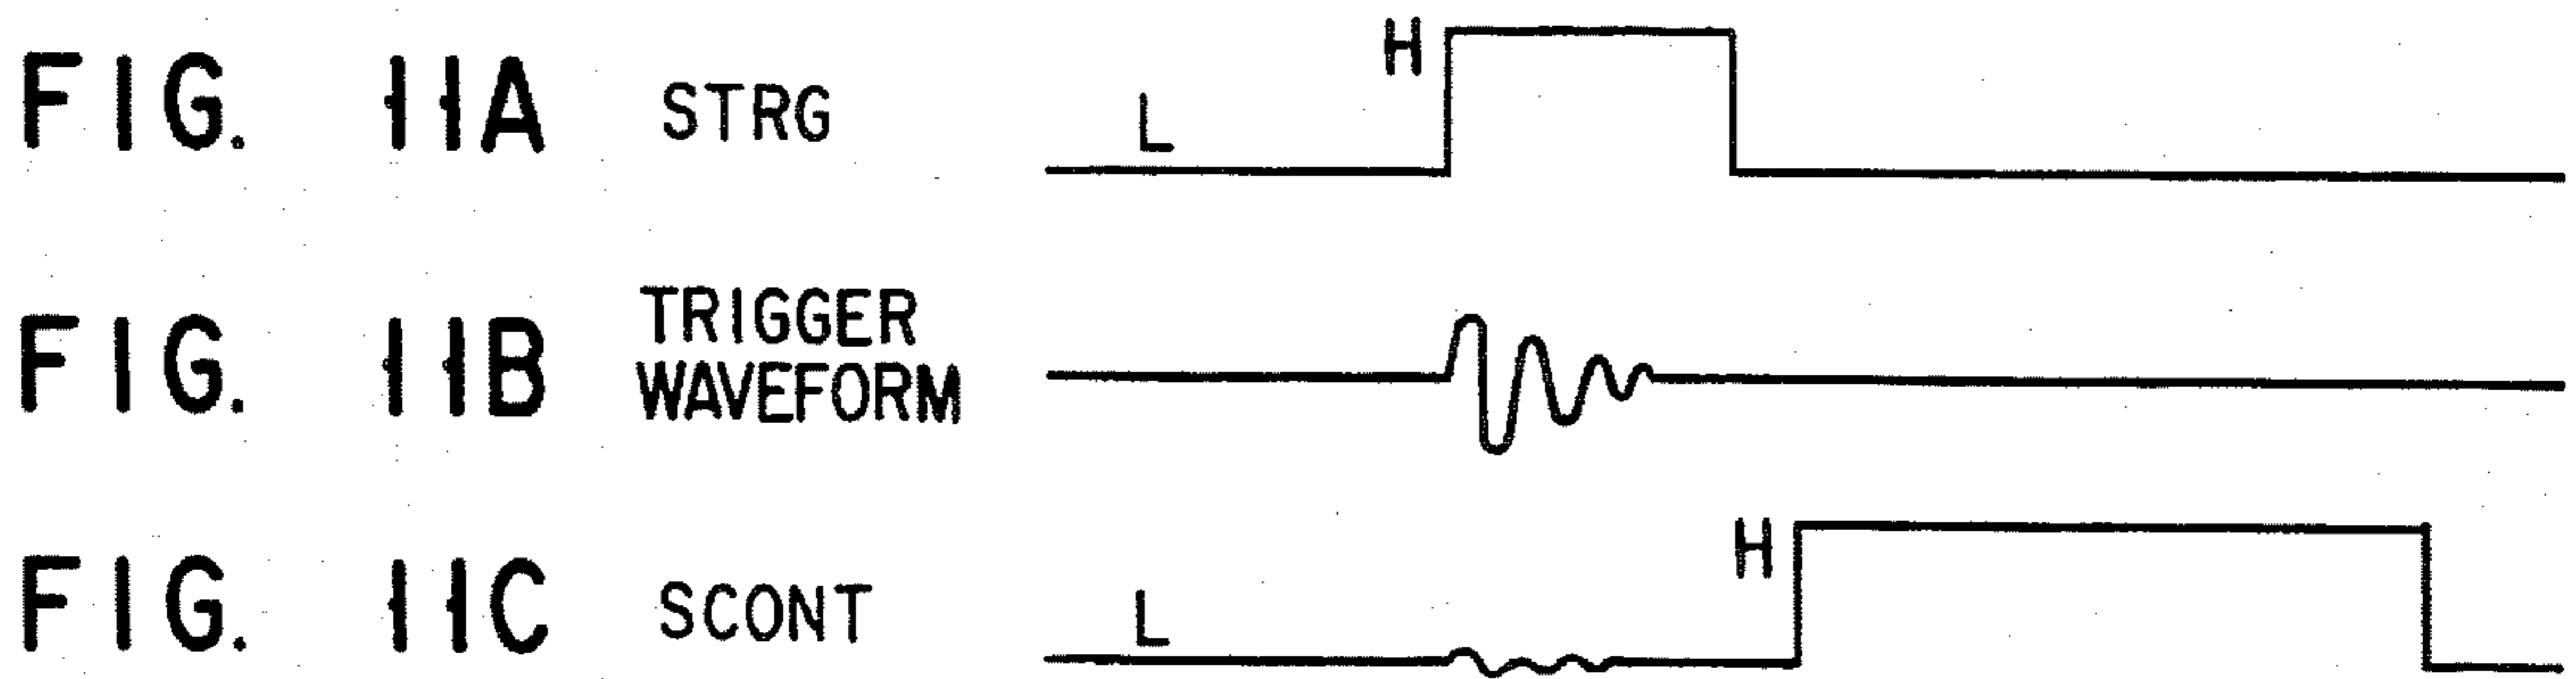 FIG. 11A STRG
H
L
FIG. 11B TRIGGER
WAVEFORM
FIG. 11C SCONT
H
L